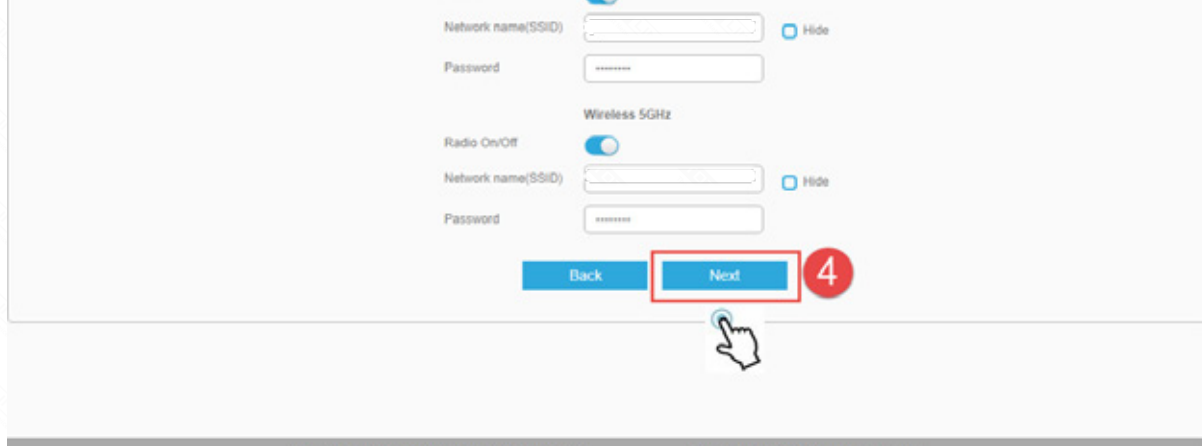 Network name(SSID) Hide
Password ********
Wireless 5GHz
Radio On/Off
Network name(SSID) Hide
Password ********
Back Next 4